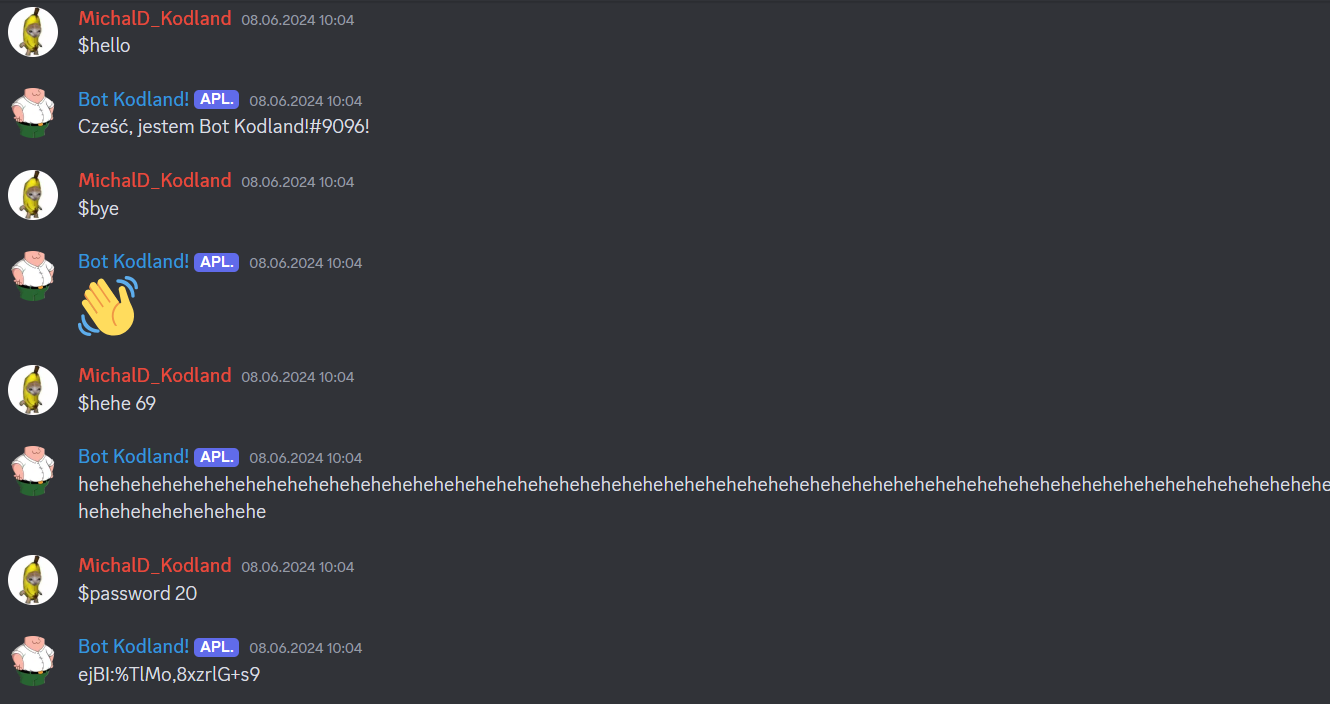 MichalD_Kodland 08.06.2024 10:04
$hello
Bot Kodland! APL. 08.06.2024 10:04
Cześć, jestem Bot Kodland!#9096!
MichalD_Kodland 08.06.2024 10:04
$bye
Bot Kodland! APL. 08.06.2024 10:04
MichalD_Kodland 08.06.2024 10:04
$hehe 69
Bot Kodland! APL. 08.06.2024 10:04
hehehehehehehehehehehehehehehehehehehehehehehehehehehehehehehehehehehehehehehehehehehehehehehehehehehehehehehehehehehehe
hehehehehehehehehe
MichalD_Kodland 08.06.2024 10:04
$password 20
Bot Kodland! APL. 08.06.2024 10:04
ejBI:%TlMo,8xzrlG+s9